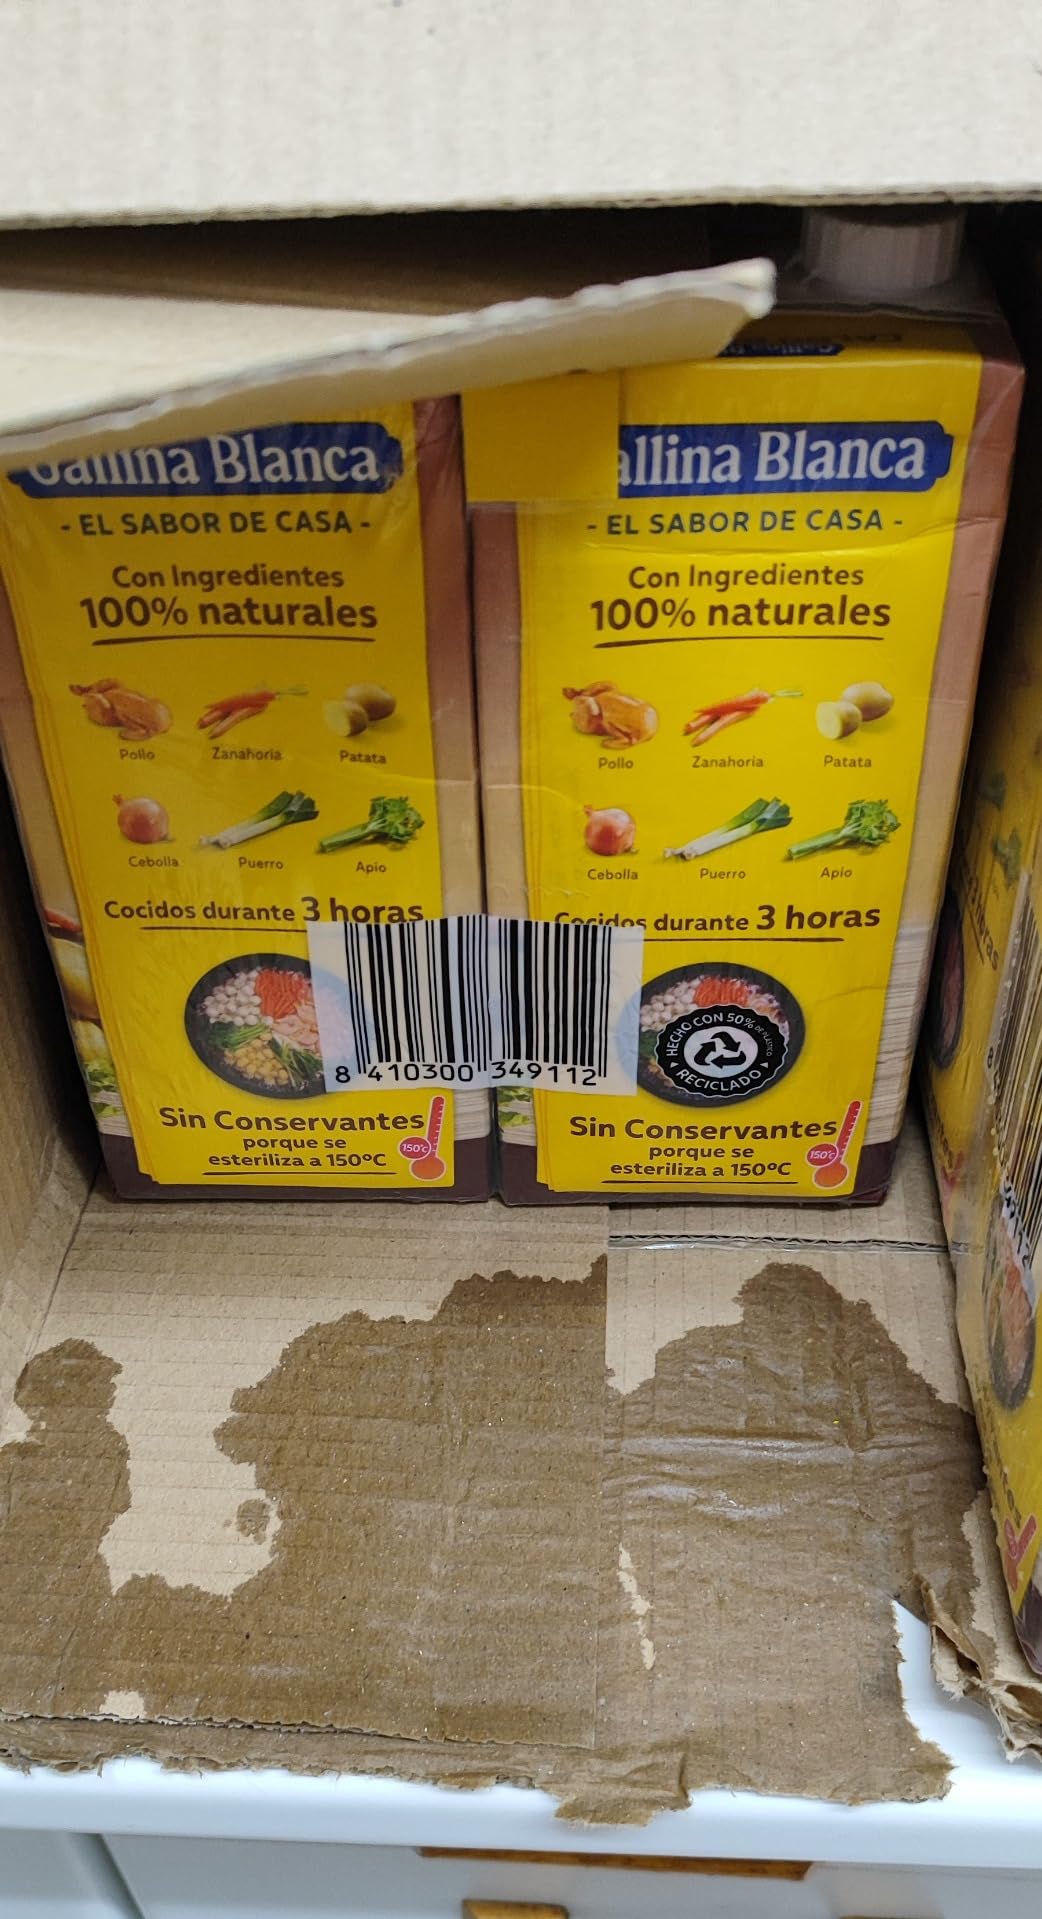 Gallina Blanca
- EL SABOR DE CASA -
Con Ingredientes
100% naturales
Pollo
Zanahoria
Patata
Cebolla
Puerro
Apio
Cocidos durante 3 horas
Sin Conservantes
porque se
esteriliza a 150ºC
150ºC
allina Blanca
- EL SABOR DE CASA -
Con Ingredientes
100% naturales
Pollo
Zanahoria
Patata
Cebolla
Puerro
Apio
Cocidos durante 3 horas
HECHO CON 50% DE PLÁSTICO
RECICLADO
Sin Conservantes
porque se
esteriliza a 150ºC
150ºC
8 410300 349112